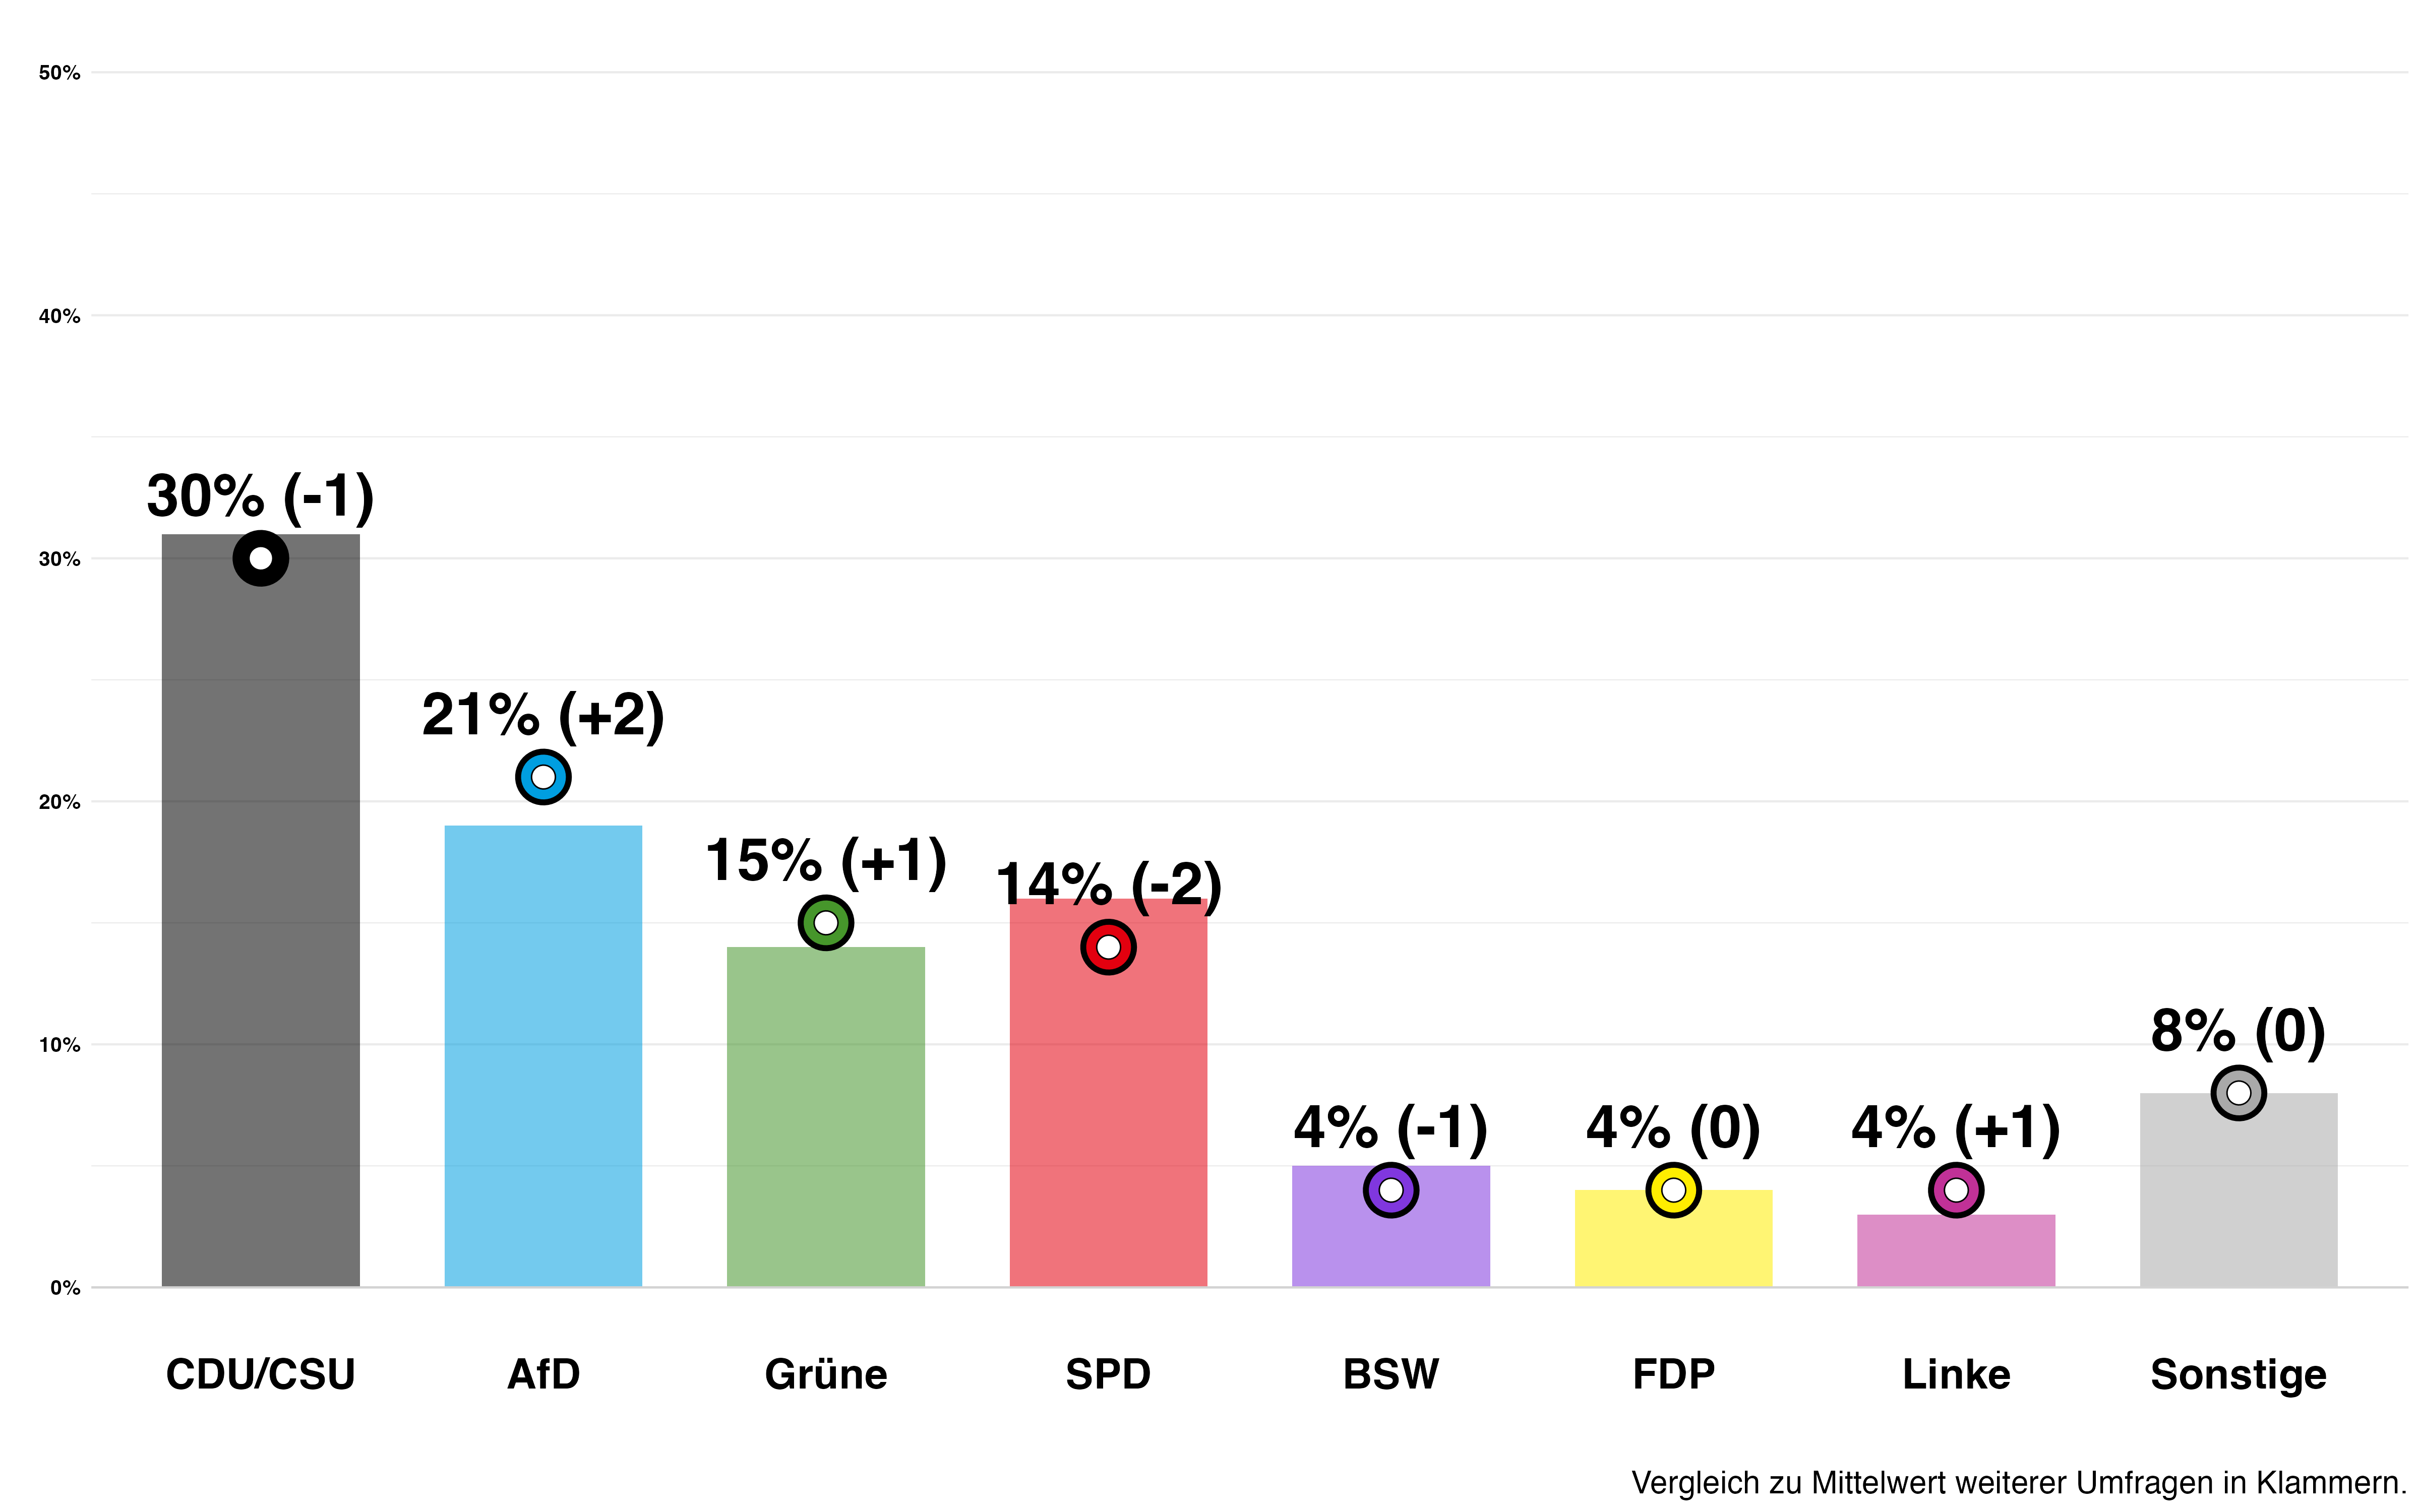 50%
40%
30%
20%
10%
0%
30% (-1)
21% (+2)
15% (+1)
14% (-2)
4% (-1)
4% (0)
4% (+1)
8% (0)
CDU/CSU
AfD
Grüne
SPD
BSW
FDP
Linke
Sonstige
Vergleich zu Mittelwert weiterer Umfragen in Klammern.